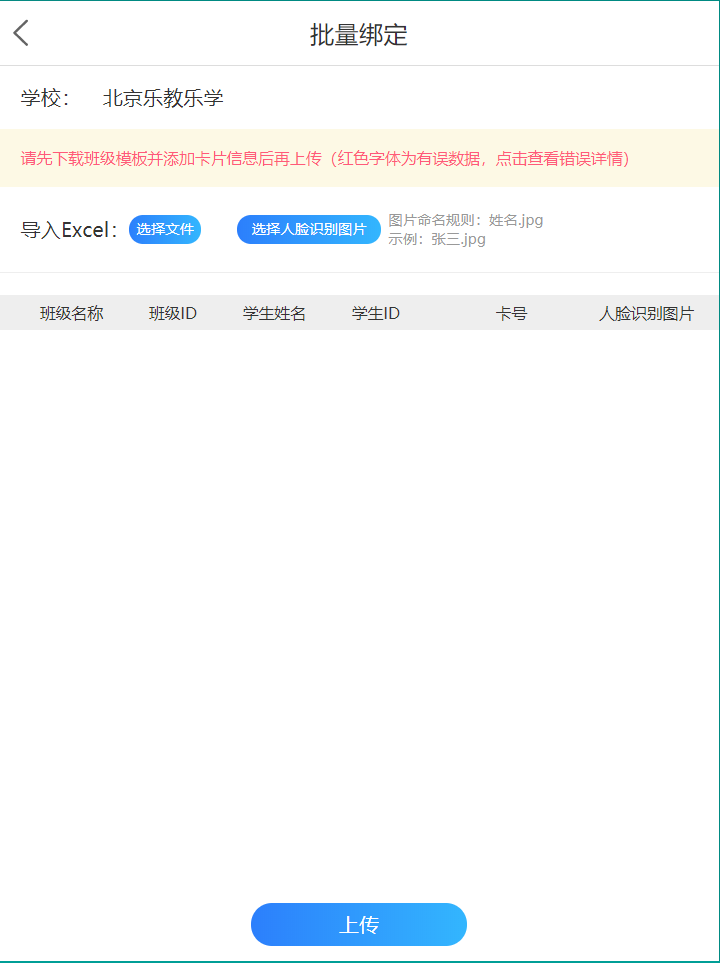 批量绑定
学校： 北京乐教乐学
请先下载班级模板并添加卡片信息后再上传（红色字体为有误数据，点击查看错误详情）
导入Excel： 选择文件 选择人脸识别图片 图片命名规则：姓名.jpg
示例：张三.jpg
班级名称 班级ID 学生姓名 学生ID 卡号 人脸识别图片
上传